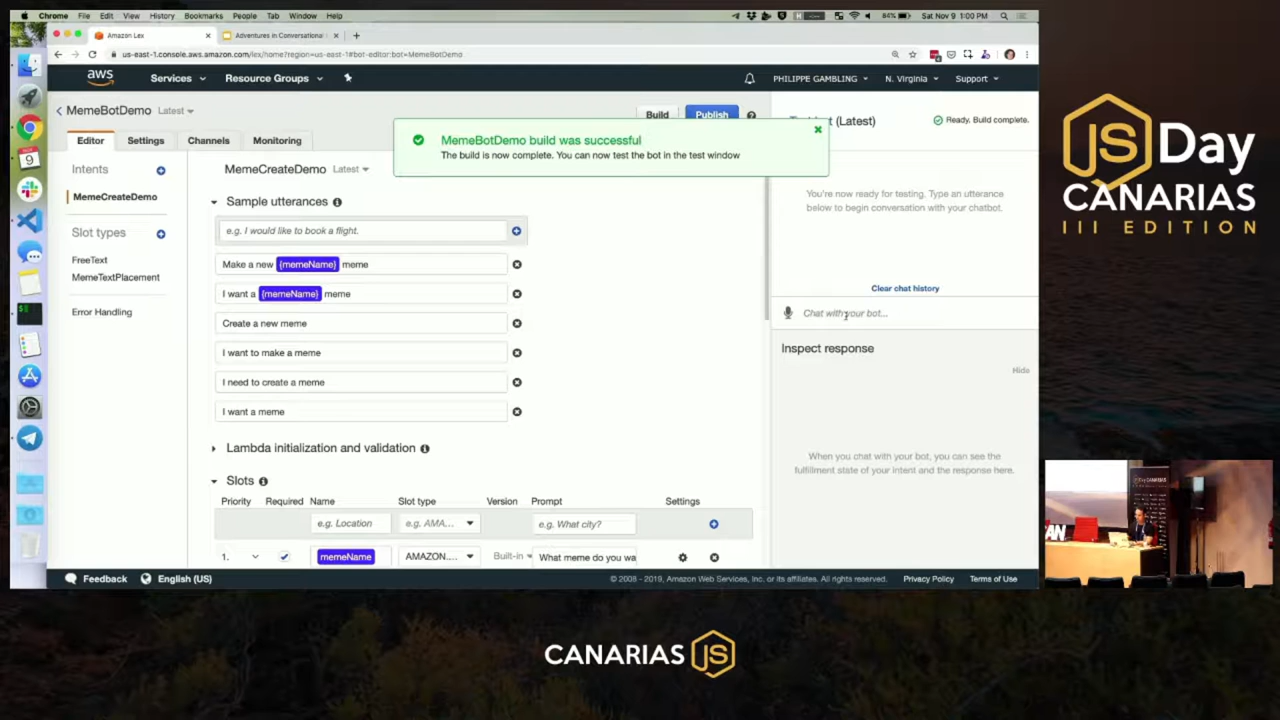 Chrome File Edit View History Bookmarks People Tab Window Help
84% Sat Nov 9 1:00 PM
Amazon Lex
Adventures in Conversational
us-east-1.console.aws.amazon.com/lex/home?region=us-east-1#bot-editor:bot=MemeBotDemo
aws Services Resource Groups
PHILIPPE GAMBLING N. Virginia Support
MemeBotDemo Latest
Build Publish
(Latest)
Ready. Build complete.
MemeBotDemo build was successful
The build is now complete. You can now test the bot in the test window
Editor Settings Channels Monitoring
Intents
MemeCreateDemo
Slot types
FreeText
MemeTextPlacement
Error Handling
MemeCreateDemo Latest
Sample utterances
e.g. I would like to book a flight.
Make a new {memeName} meme
I want a {memeName} meme
Create a new meme
I want to make a meme
I need to create a meme
I want a meme
Lambda initialization and validation
Slots
Priority Required Name Slot type Version Prompt Settings
e.g. Location e.g. AMA... e.g. What city?
1. memeName AMAZON.... Built-in What meme do you wa
You're now ready for testing. Type an utterance
below to begin conversation with your chatbot.
Clear chat history
Chat with your bot...
Inspect response
Hide
When you chat with your bot, you can see the
fulfillment state of your intent and the response here.
Feedback English (US)
© 2008 - 2019, Amazon Web Services, Inc. or its affiliates. All rights reserved. Privacy Policy Terms of Use
JS Day
CANARIAS
III EDITION
CANARIAS JS